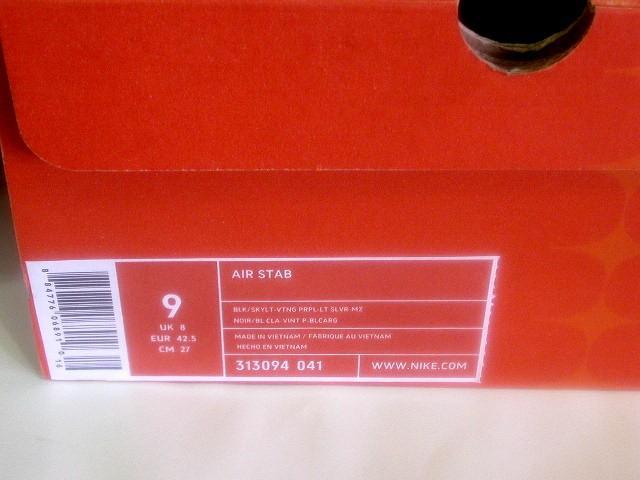 AIR STAB
9
UK 8
EUR 42.5
CM 27
BLK/SKYLT-VTNG PRPL-LT SLVR-MZ
NOIR/BL CLA-VINT P-BLCARG
MADE IN VIETNAM / FABRIQUE AU VIETNAM
HECHO EN VIETNAM
313094 041
WWW.NIKE.COM